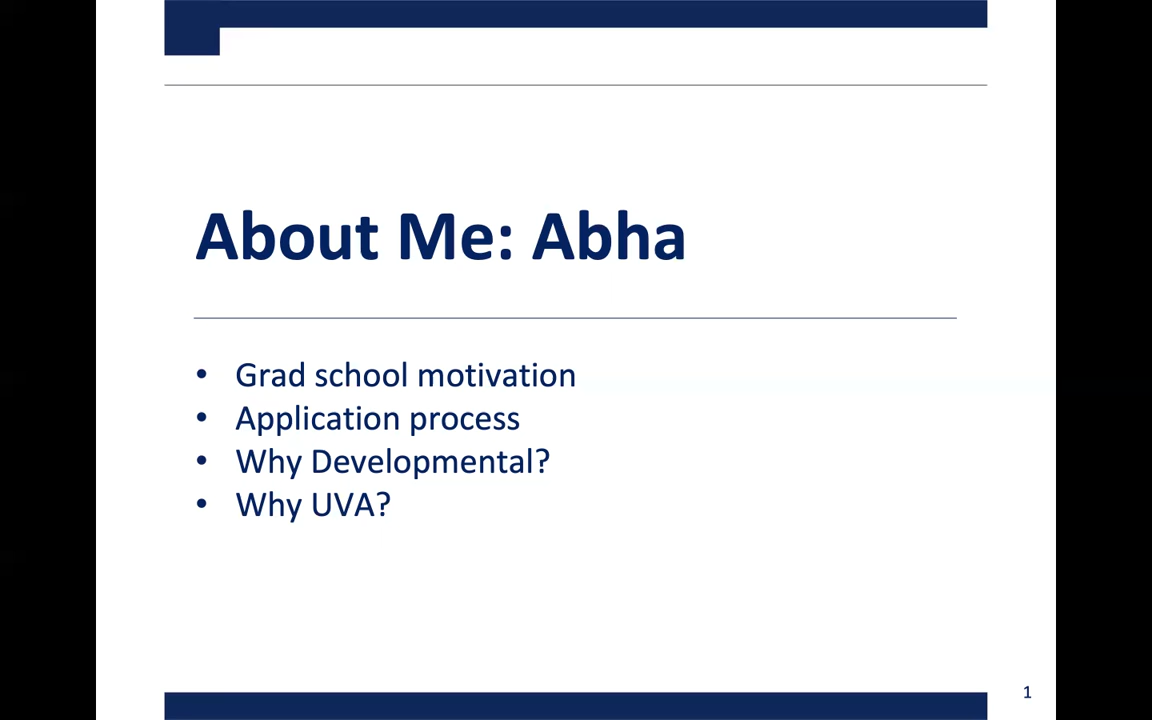 About Me: Abha
• Grad school motivation
• Application process
• Why Developmental?
• Why UVA?
1